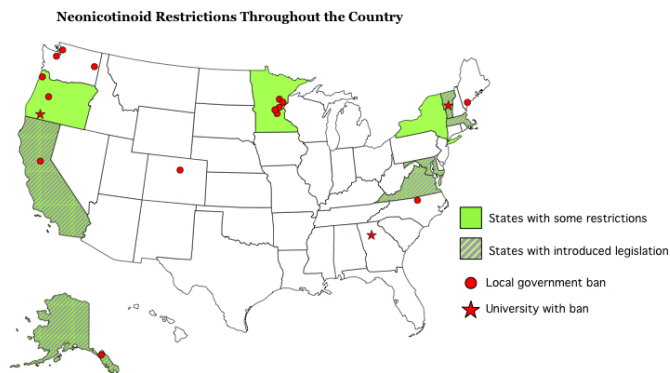 Neonicotinoid Restrictions Throughout the Country
States with some restrictions
States with introduced legislation
Local government ban
University with ban